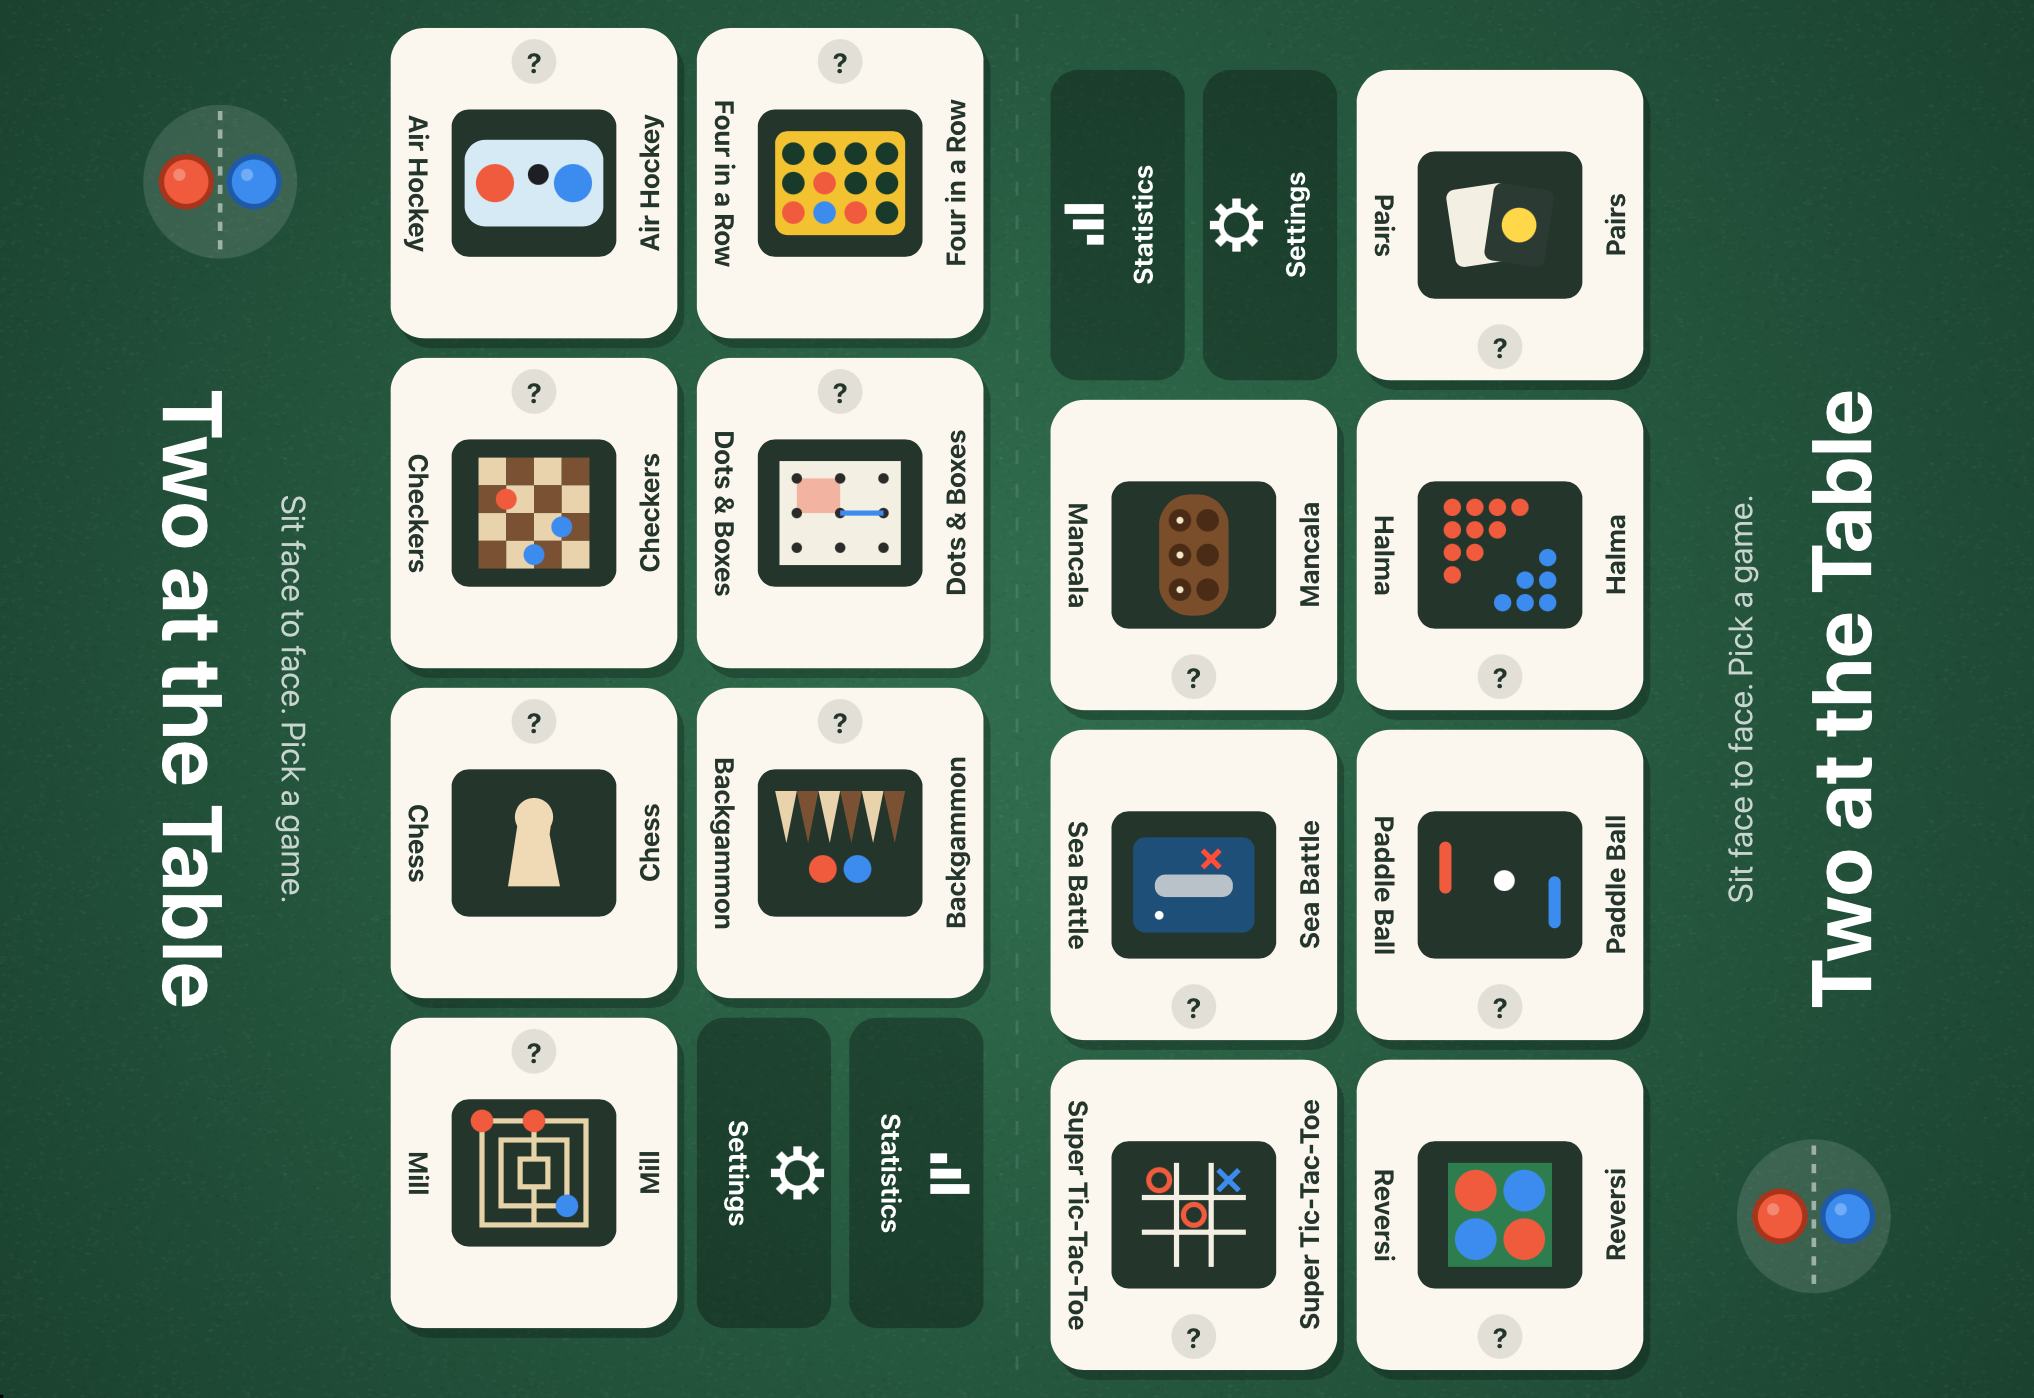 Two at the Table
Sit face to face. Pick a game.
?
Air Hockey
Air Hockey
?
Checkers
Checkers
?
Chess
Chess
?
Mill
Mill
?
Four in a Row
Four in a Row
?
Dots & Boxes
Dots & Boxes
?
Backgammon
Backgammon
Settings
Statistics
Statistics
Settings
Mancala
Mancala
?
Sea Battle
Sea Battle
?
Super Tic-Tac-Toe
Super Tic-Tac-Toe
?
Pairs
Pairs
?
Halma
Halma
?
Paddle Ball
Paddle Ball
?
Reversi
Reversi
?
Sit face to face. Pick a game.
Two at the Table